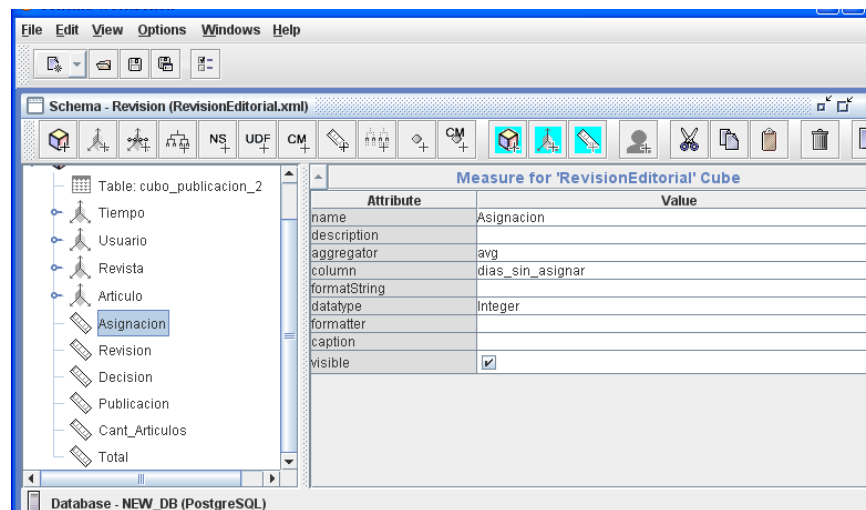 File Edit View Options Windows Help
Schema - Revision (RevisionEditorial.xml)
NS UDF CM CM
Table: cubo_publicacion_2
Tiempo
Usuario
Revista
Articulo
Asignacion
Revision
Decision
Publicacion
Cant_Articulos
Total
Measure for 'RevisionEditorial' Cube
Attribute Value
name Asignacion
description
aggregator avg
column dias_sin_asignar
formatString
datatype Integer
formatter
caption
visible
Database - NEW_DB (PostgreSQL)